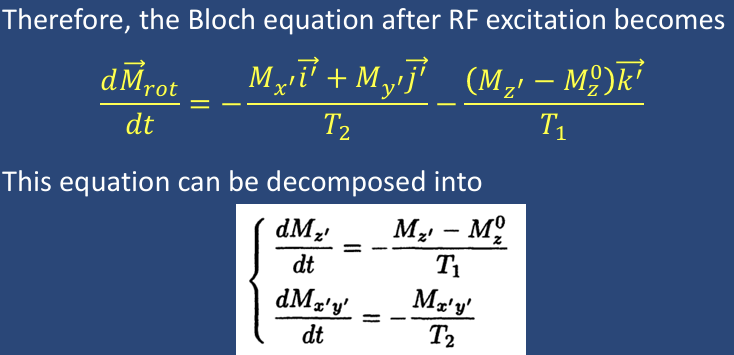 Therefore, the Bloch equation after RF excitation becomes
$\frac{d\vec{M}_{rot}}{dt} = -\frac{M_{x'}\vec{i'} + M_{y'}\vec{j'}}{T_2} - \frac{(M_{z'} - M_z^0)\vec{k'}}{T_1}$
This equation can be decomposed into
$\begin{cases} \frac{dM_{z'}}{dt} = -\frac{M_{z'} - M_z^0}{T_1} \\ \frac{dM_{x'y'}}{dt} = -\frac{M_{x'y'}}{T_2} \end{cases}$